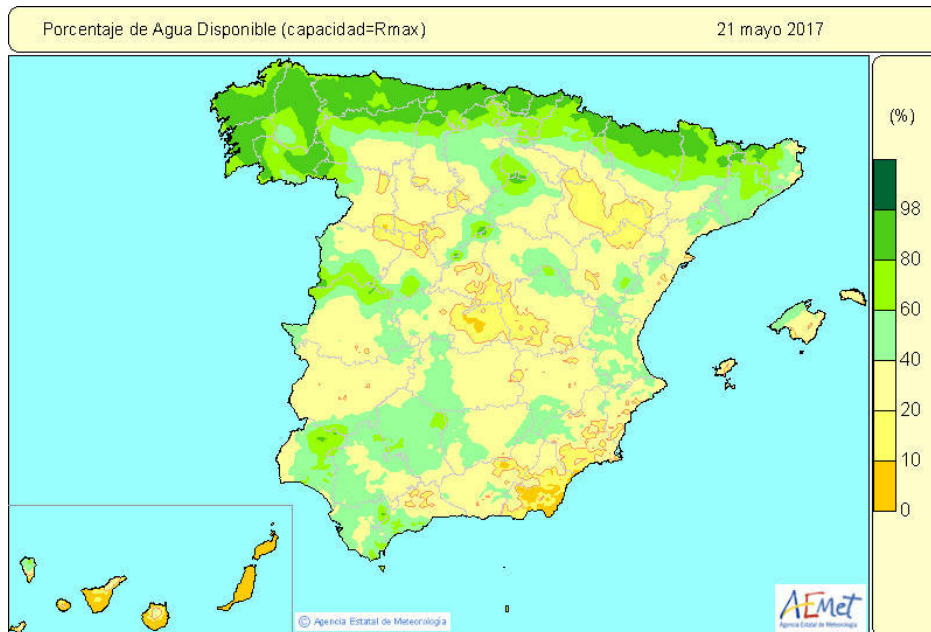 Porcentaje de Agua Disponible (capacidad=Rmax) 21 mayo 2017
(%)
98
80
60
40
20
10
0
© Agencia Estatal de Meteorología
AEMet
Agencia Estatal de Meteorología